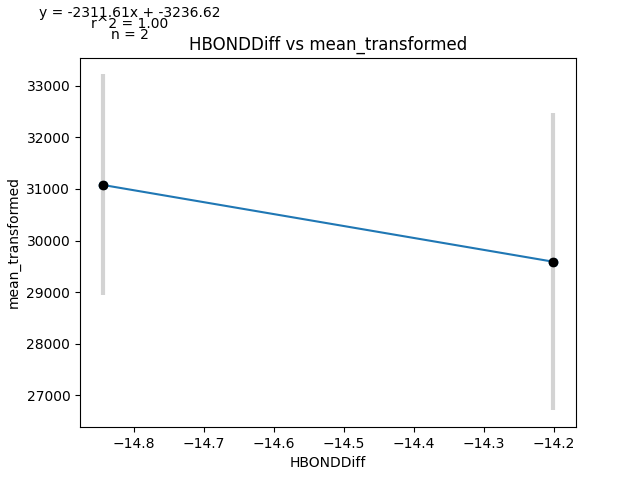 y = -2311.61x + -3236.62
r^2 = 1.00
n = 2
HBONDDiff vs mean_transformed
33000
32000
31000
30000
29000
28000
27000
mean_transformed
−14.8 −14.7 −14.6 −14.5 −14.4 −14.3 −14.2
HBONDDiff